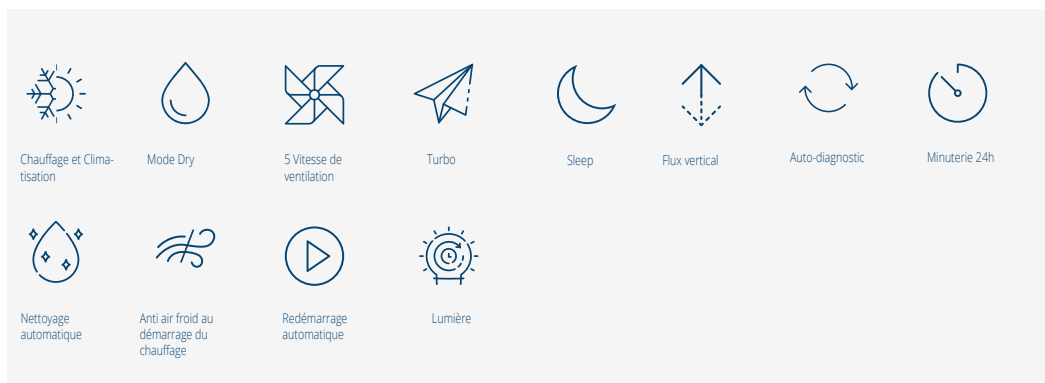 Chauffage et Clima-
tisation
Mode Dry
5 Vitesse de
ventilation
Turbo
Sleep
Flux vertical
Auto-diagnostic
Minuterie 24h
Nettoyage
automatique
Anti air froid au
démarrage du
chauffage
Redémarrage
automatique
Lumière